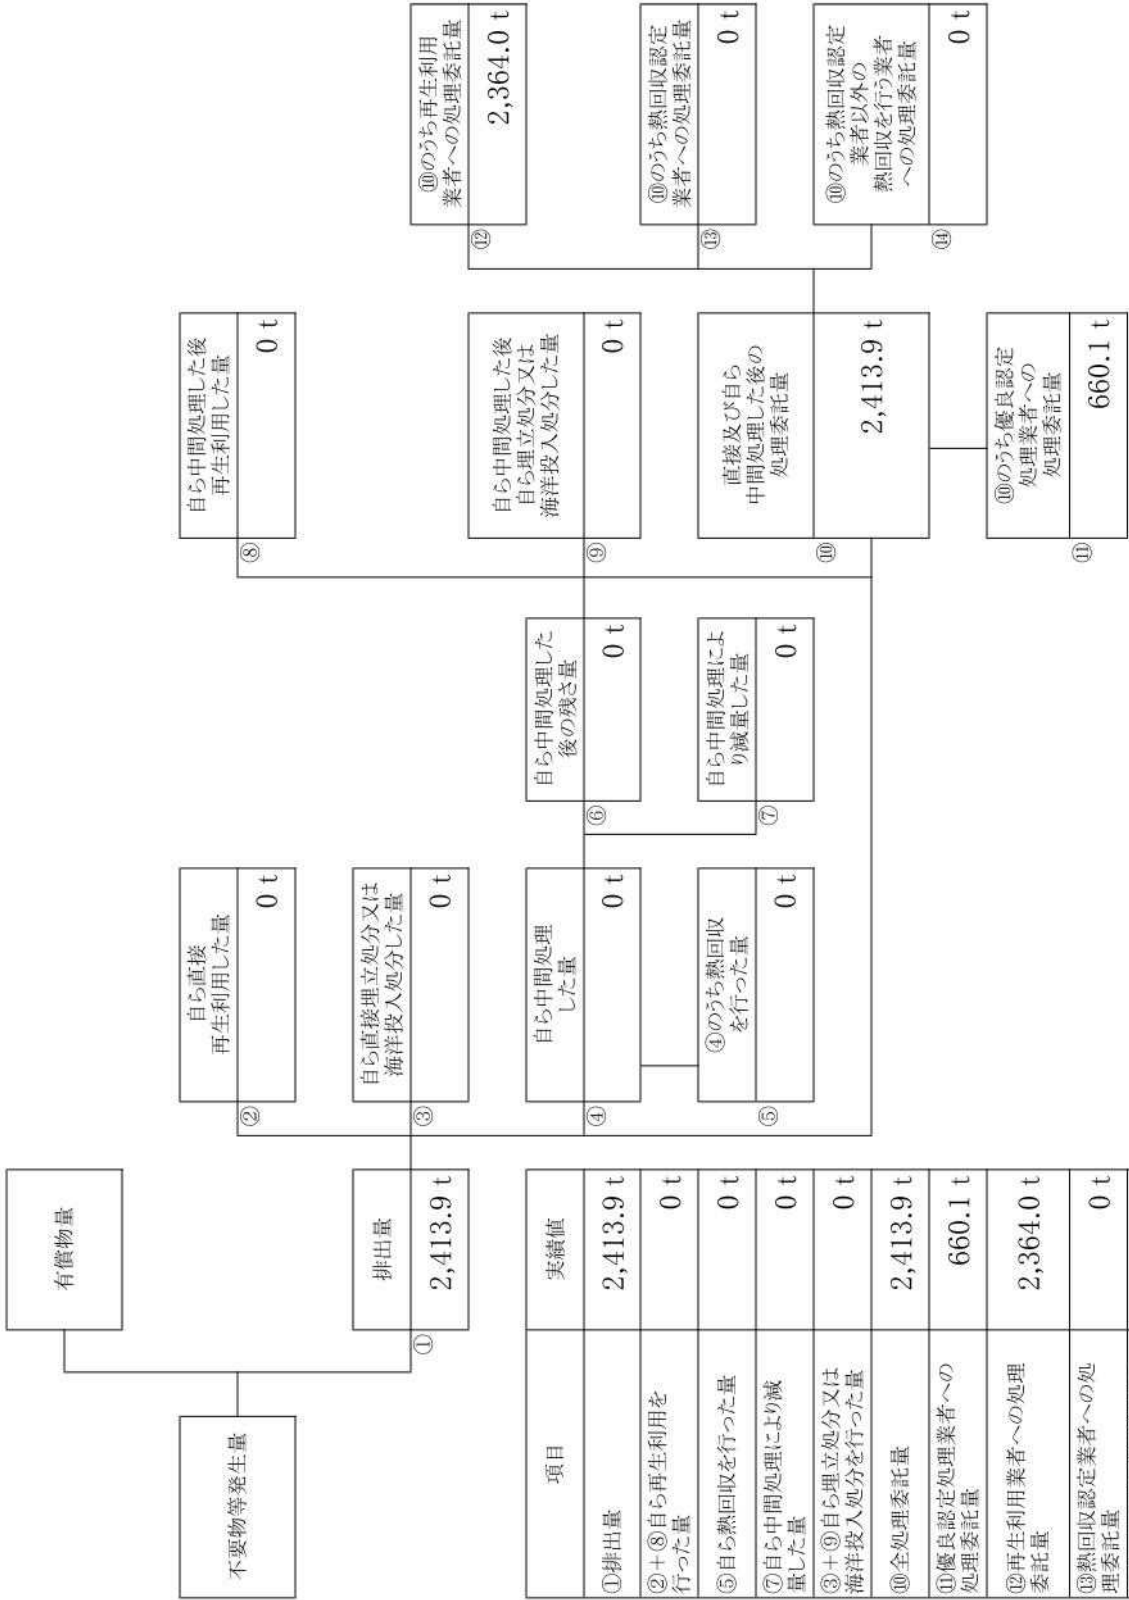 不要物等発生量
有償物量
排出量
①
2,413.9 t
自ら直接
再生利用した量
②
0 t
自ら直接埋立処分又は
海洋投入処分した量
③
0 t
自ら中間処理
した量
④
0 t
④のうち熱回収
を行った量
⑤
0 t
自ら中間処理した
後の残さ量
⑥
0 t
自ら中間処理によ
り減量した量
⑦
0 t
自ら中間処理した後
再生利用した量
⑧
0 t
自ら中間処理した後
自ら埋立処分又は
海洋投入処分した量
⑨
0 t
直接及び自ら
中間処理した後の
処理委託量
⑩
2,413.9 t
⑩のうち優良認定
処理業者への
処理委託量
⑪
660.1 t
⑩のうち再生利用
業者への処理委託量
⑫
2,364.0 t
⑩のうち熱回収認定
業者への処理委託量
⑬
0 t
⑩のうち熱回収認定
業者以外の
熱回収を行う業者
への処理委託量
⑭
0 t
項目 実績値
①排出量 2,413.9 t
②+⑧自ら再生利用を
行った量 0 t
⑤自ら熱回収を行った量 0 t
⑦自ら中間処理により減
量した量 0 t
③+⑨自ら埋立処分又は
海洋投入処分を行った量 0 t
⑩全処理委託量 2,413.9 t
⑪優良認定処理業者への
処理委託量 660.1 t
⑫再生利用業者への処理
委託量 2,364.0 t
⑬熱回収認定業者への処
理委託量 0 t